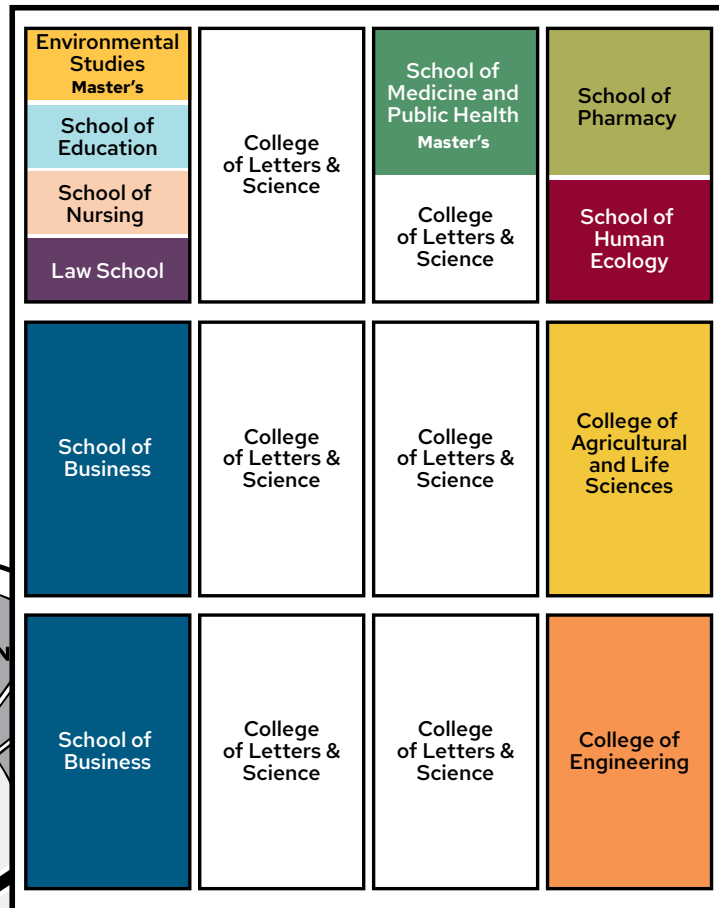 Environmental
Studies
Master's
School of
Education
School of
Nursing
Law School
College
of Letters &
Science
School of
Medicine and
Public Health
Master's
College
of Letters &
Science
School of
Pharmacy
School of
Human
Ecology
School of
Business
College
of Letters &
Science
College
of Letters &
Science
College of
Agricultural
and Life
Sciences
School of
Business
College
of Letters &
Science
College
of Letters &
Science
College of
Engineering